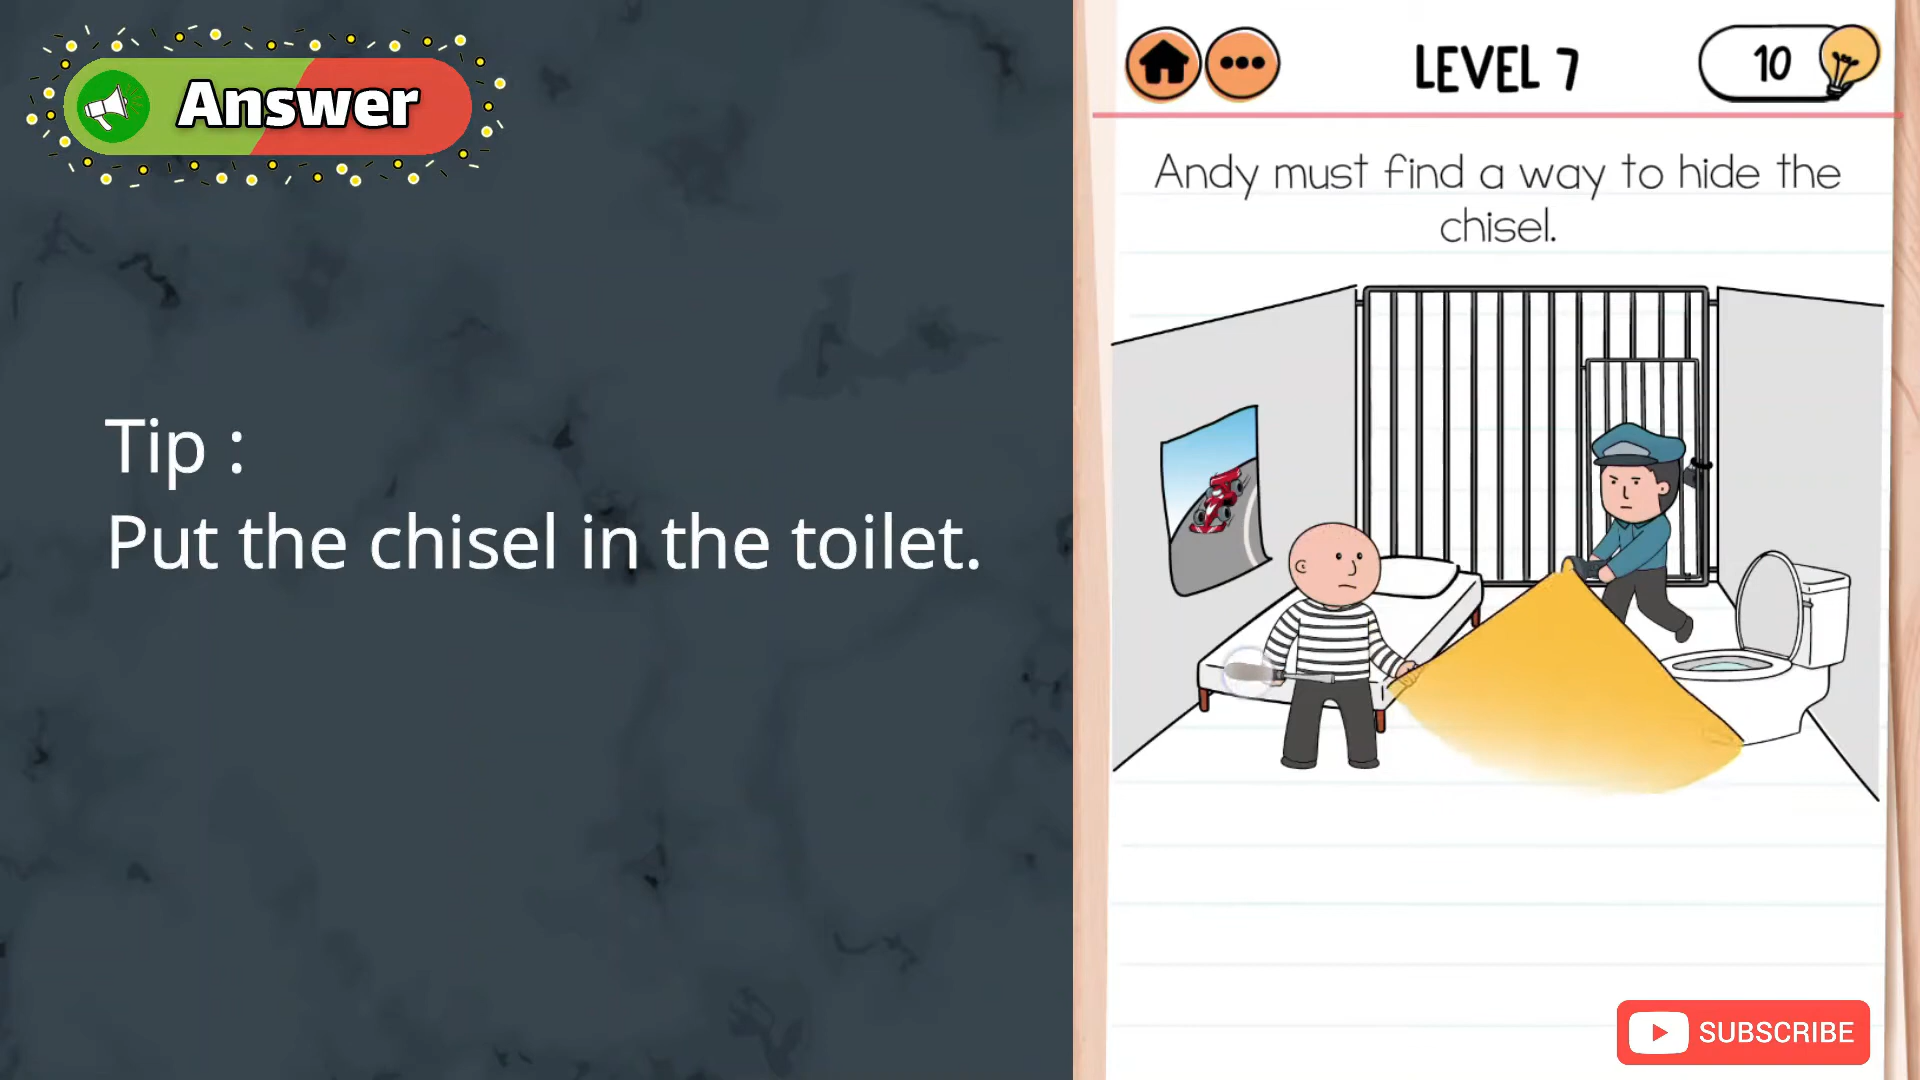 Answer
Tip :
Put the chisel in the toilet.
LEVEL 7
10
Andy must find a way to hide the
chisel.
SUBSCRIBE